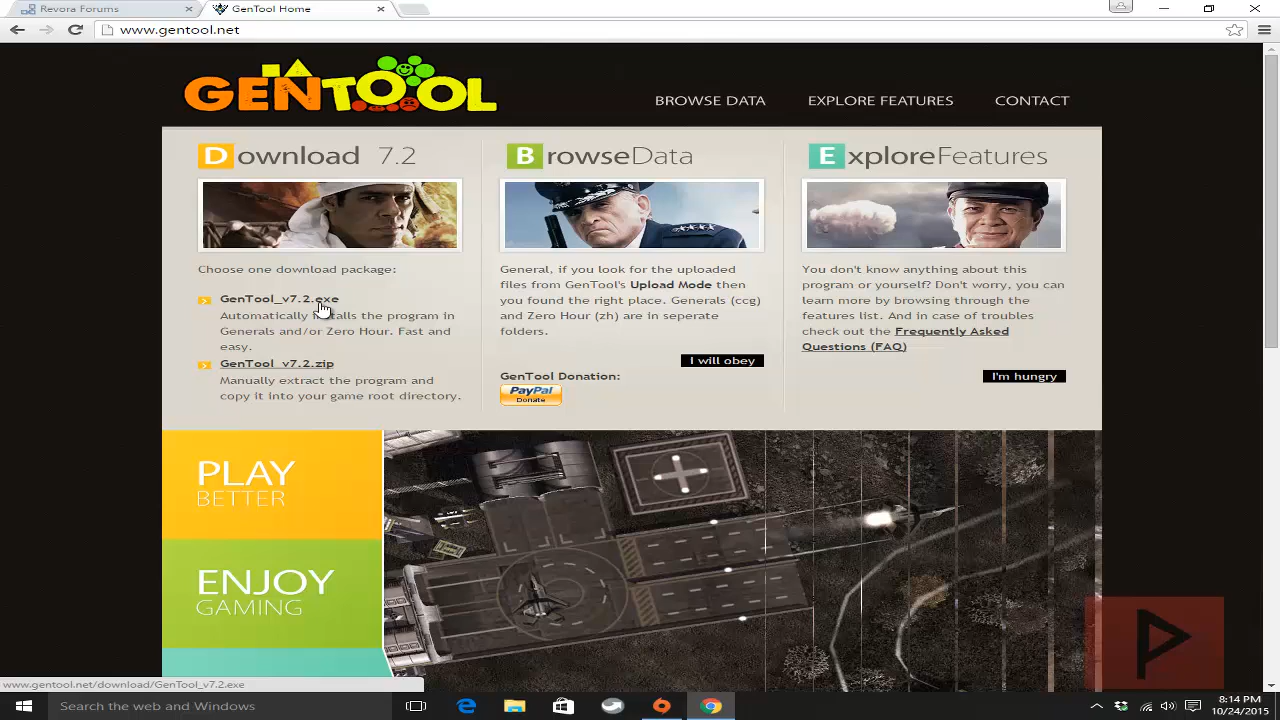 Revora Forums
GenTool Home
www.gentool.net
GENTOOL
BROWSE DATA
EXPLORE FEATURES
CONTACT
Download 7.2
Choose one download package:
GenTool_v7.2.exe
Automatically installs the program in
Generals and/or Zero Hour. Fast and
easy.
GenTool_v7.2.zip
Manually extract the program and
copy it into your game root directory.
BrowseData
General, if you look for the uploaded
files from GenTool's Upload Mode then
you found the right place. Generals (ccg)
and Zero Hour (zh) are in seperate
folders.
I will obey
GenTool Donation:
PayPal
Donate
ExploreFeatures
You don't know anything about this
program or yourself? Don't worry, you can
learn more by browsing through the
features list. And in case of troubles
check out the Frequently Asked
Questions (FAQ)
I'm hungry
PLAY
BETTER
ENJOY
GAMING
P
www.gentool.net/download/GenTool_v7.2.exe
Search the web and Windows
8:14 PM
10/24/2015